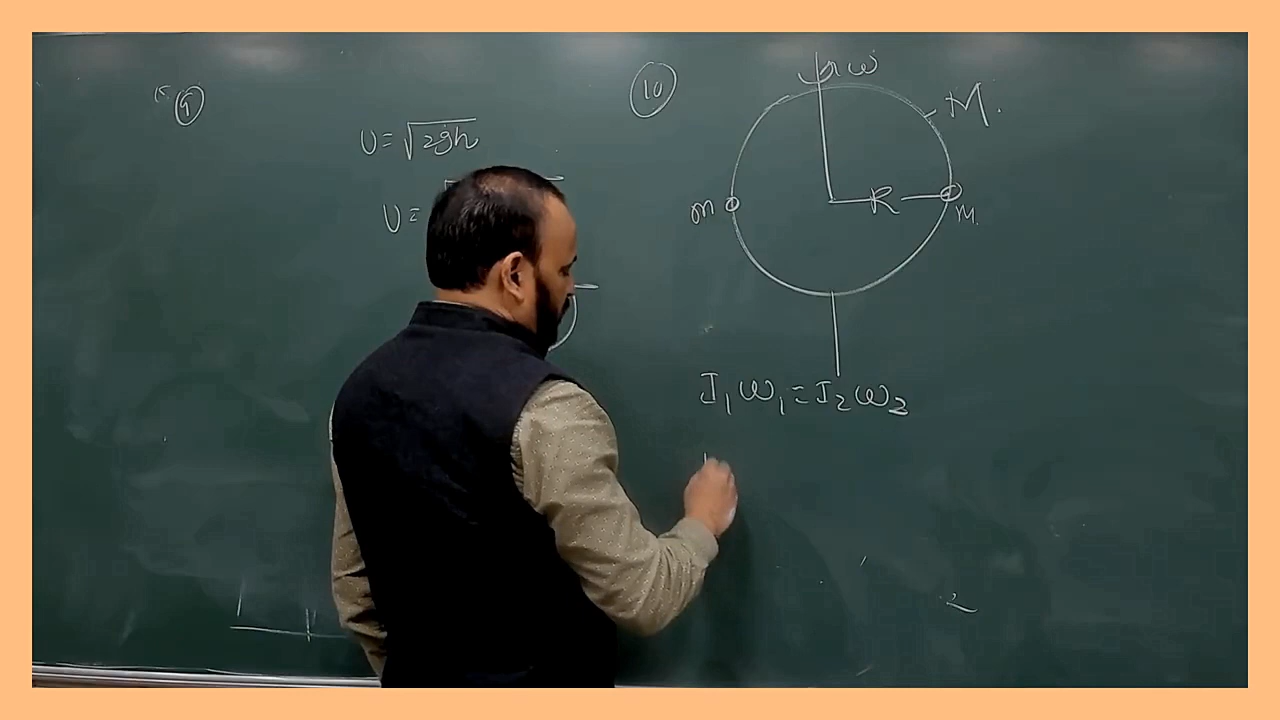 9
υ = √2gh
υ =
10
ω
M.
m
R
m.
I₁ω₁ = I₂ω₂